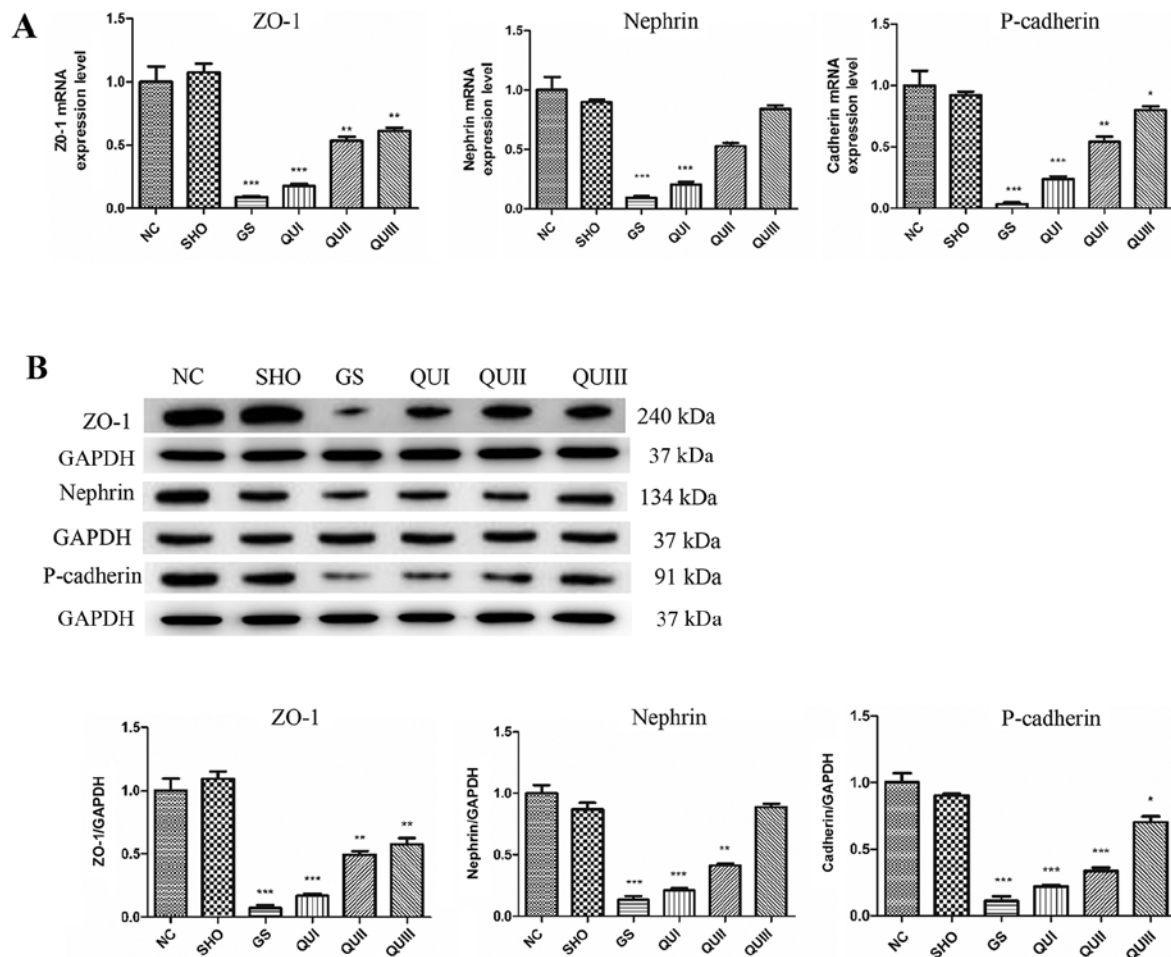 A
ZO-1
Nephrin
P-cadherin
Z0-1 mRNA
expression level
1.5
1.0
0.5
0.0
***
***
**
**
NC SHO GS QUI QUII QUIII
Nephrin mRNA
expression level
1.5
1.0
0.5
0.0
***
***
NC SHO GS QUI QUII QUIII
Cadherin mRNA
expression level
1.5
1.0
0.5
0.0
***
***
**
*
NC SHO GS QUI QUII QUIII
B
NC SHO GS QUI QUII QUIII
ZO-1 240 kDa
GAPDH 37 kDa
Nephrin 134 kDa
GAPDH 37 kDa
P-cadherin 91 kDa
GAPDH 37 kDa
ZO-1
Nephrin
P-cadherin
ZO-1/GAPDH
1.5
1.0
0.5
0.0
***
***
**
**
NC SHO GS QUI QUII QUIII
Nephrin/GAPDH
1.5
1.0
0.5
0.0
***
***
**
NC SHO GS QUI QUII QUIII
Cadherin/GAPDH
1.5
1.0
0.5
0.0
***
***
***
*
NC SHO GS QUI QUII QUIII